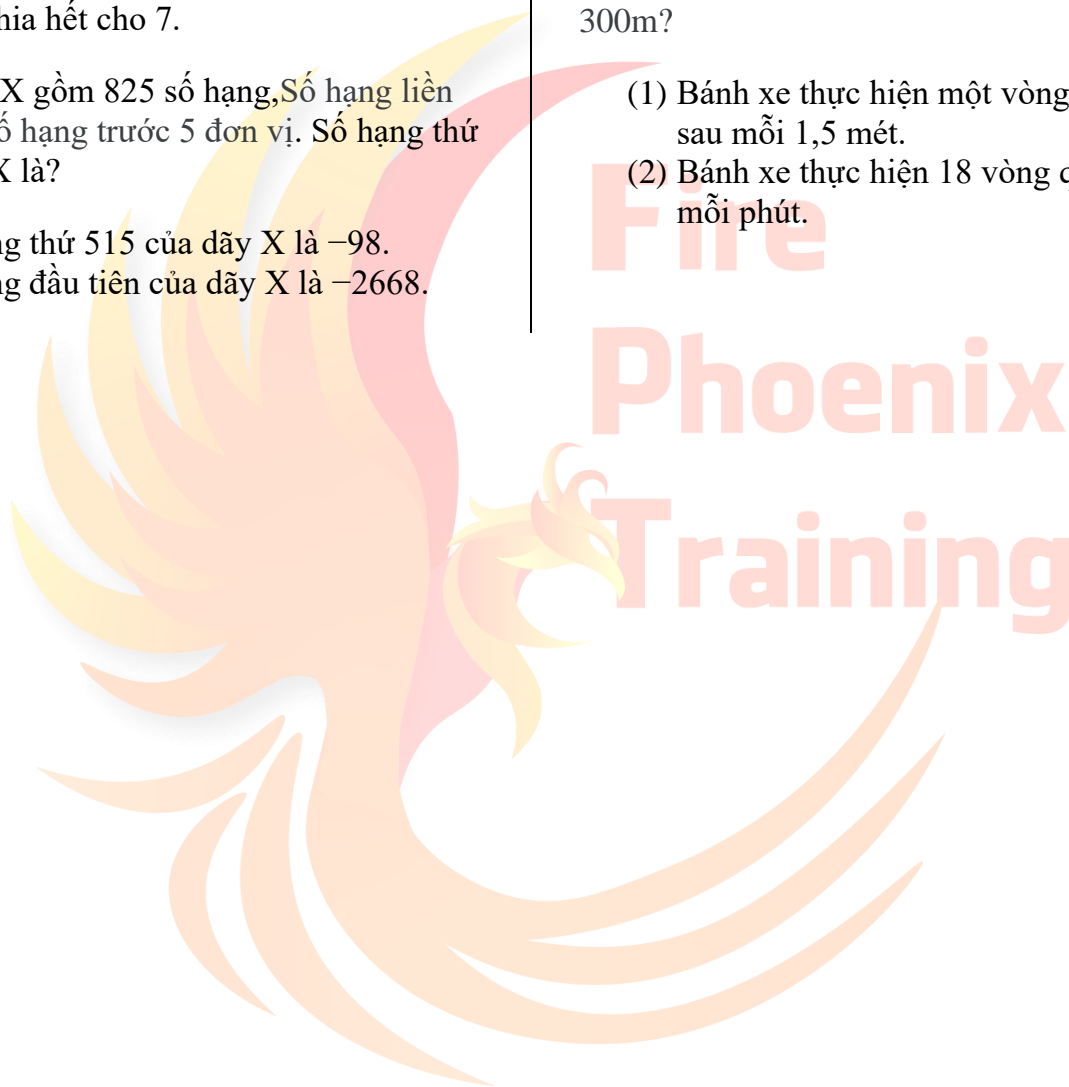 hia hết cho 7.
X gồm 825 số hạng,Số hạng liền
ố hạng trước 5 đơn vị. Số hạng thứ
X là?
ng thứ 515 của dãy X là −98.
ng đầu tiên của dãy X là −2668.
300m?
(1) Bánh xe thực hiện một vòng
sau mỗi 1,5 mét.
(2) Bánh xe thực hiện 18 vòng q
mỗi phút.
Fire
Phoenix
Training